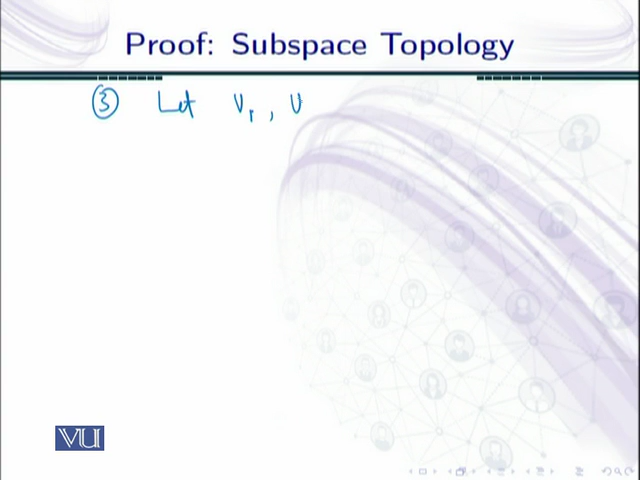 Proof: Subspace Topology
③ Let V₁, U
VU